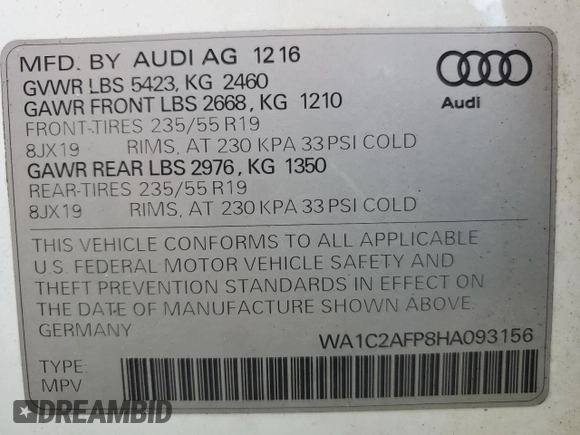 MFD. BY AUDI AG 12 16
GVWR LBS 5423, KG 2460
GAWR FRONT LBS 2668, KG 1210
FRONT-TIRES 235/55 R19
8JX19 RIMS, AT 230 KPA 33 PSI COLD
GAWR REAR LBS 2976, KG 1350
REAR-TIRES 235/55 R19
8JX19 RIMS, AT 230 KPA 33 PSI COLD
Audi
THIS VEHICLE CONFORMS TO ALL APPLICABLE
U.S. FEDERAL MOTOR VEHICLE SAFETY AND
THEFT PREVENTION STANDARDS IN EFFECT ON
THE DATE OF MANUFACTURE SHOWN ABOVE.
GERMANY
WA1C2AFP8HA093156
TYPE:
MPV
DREAMBID